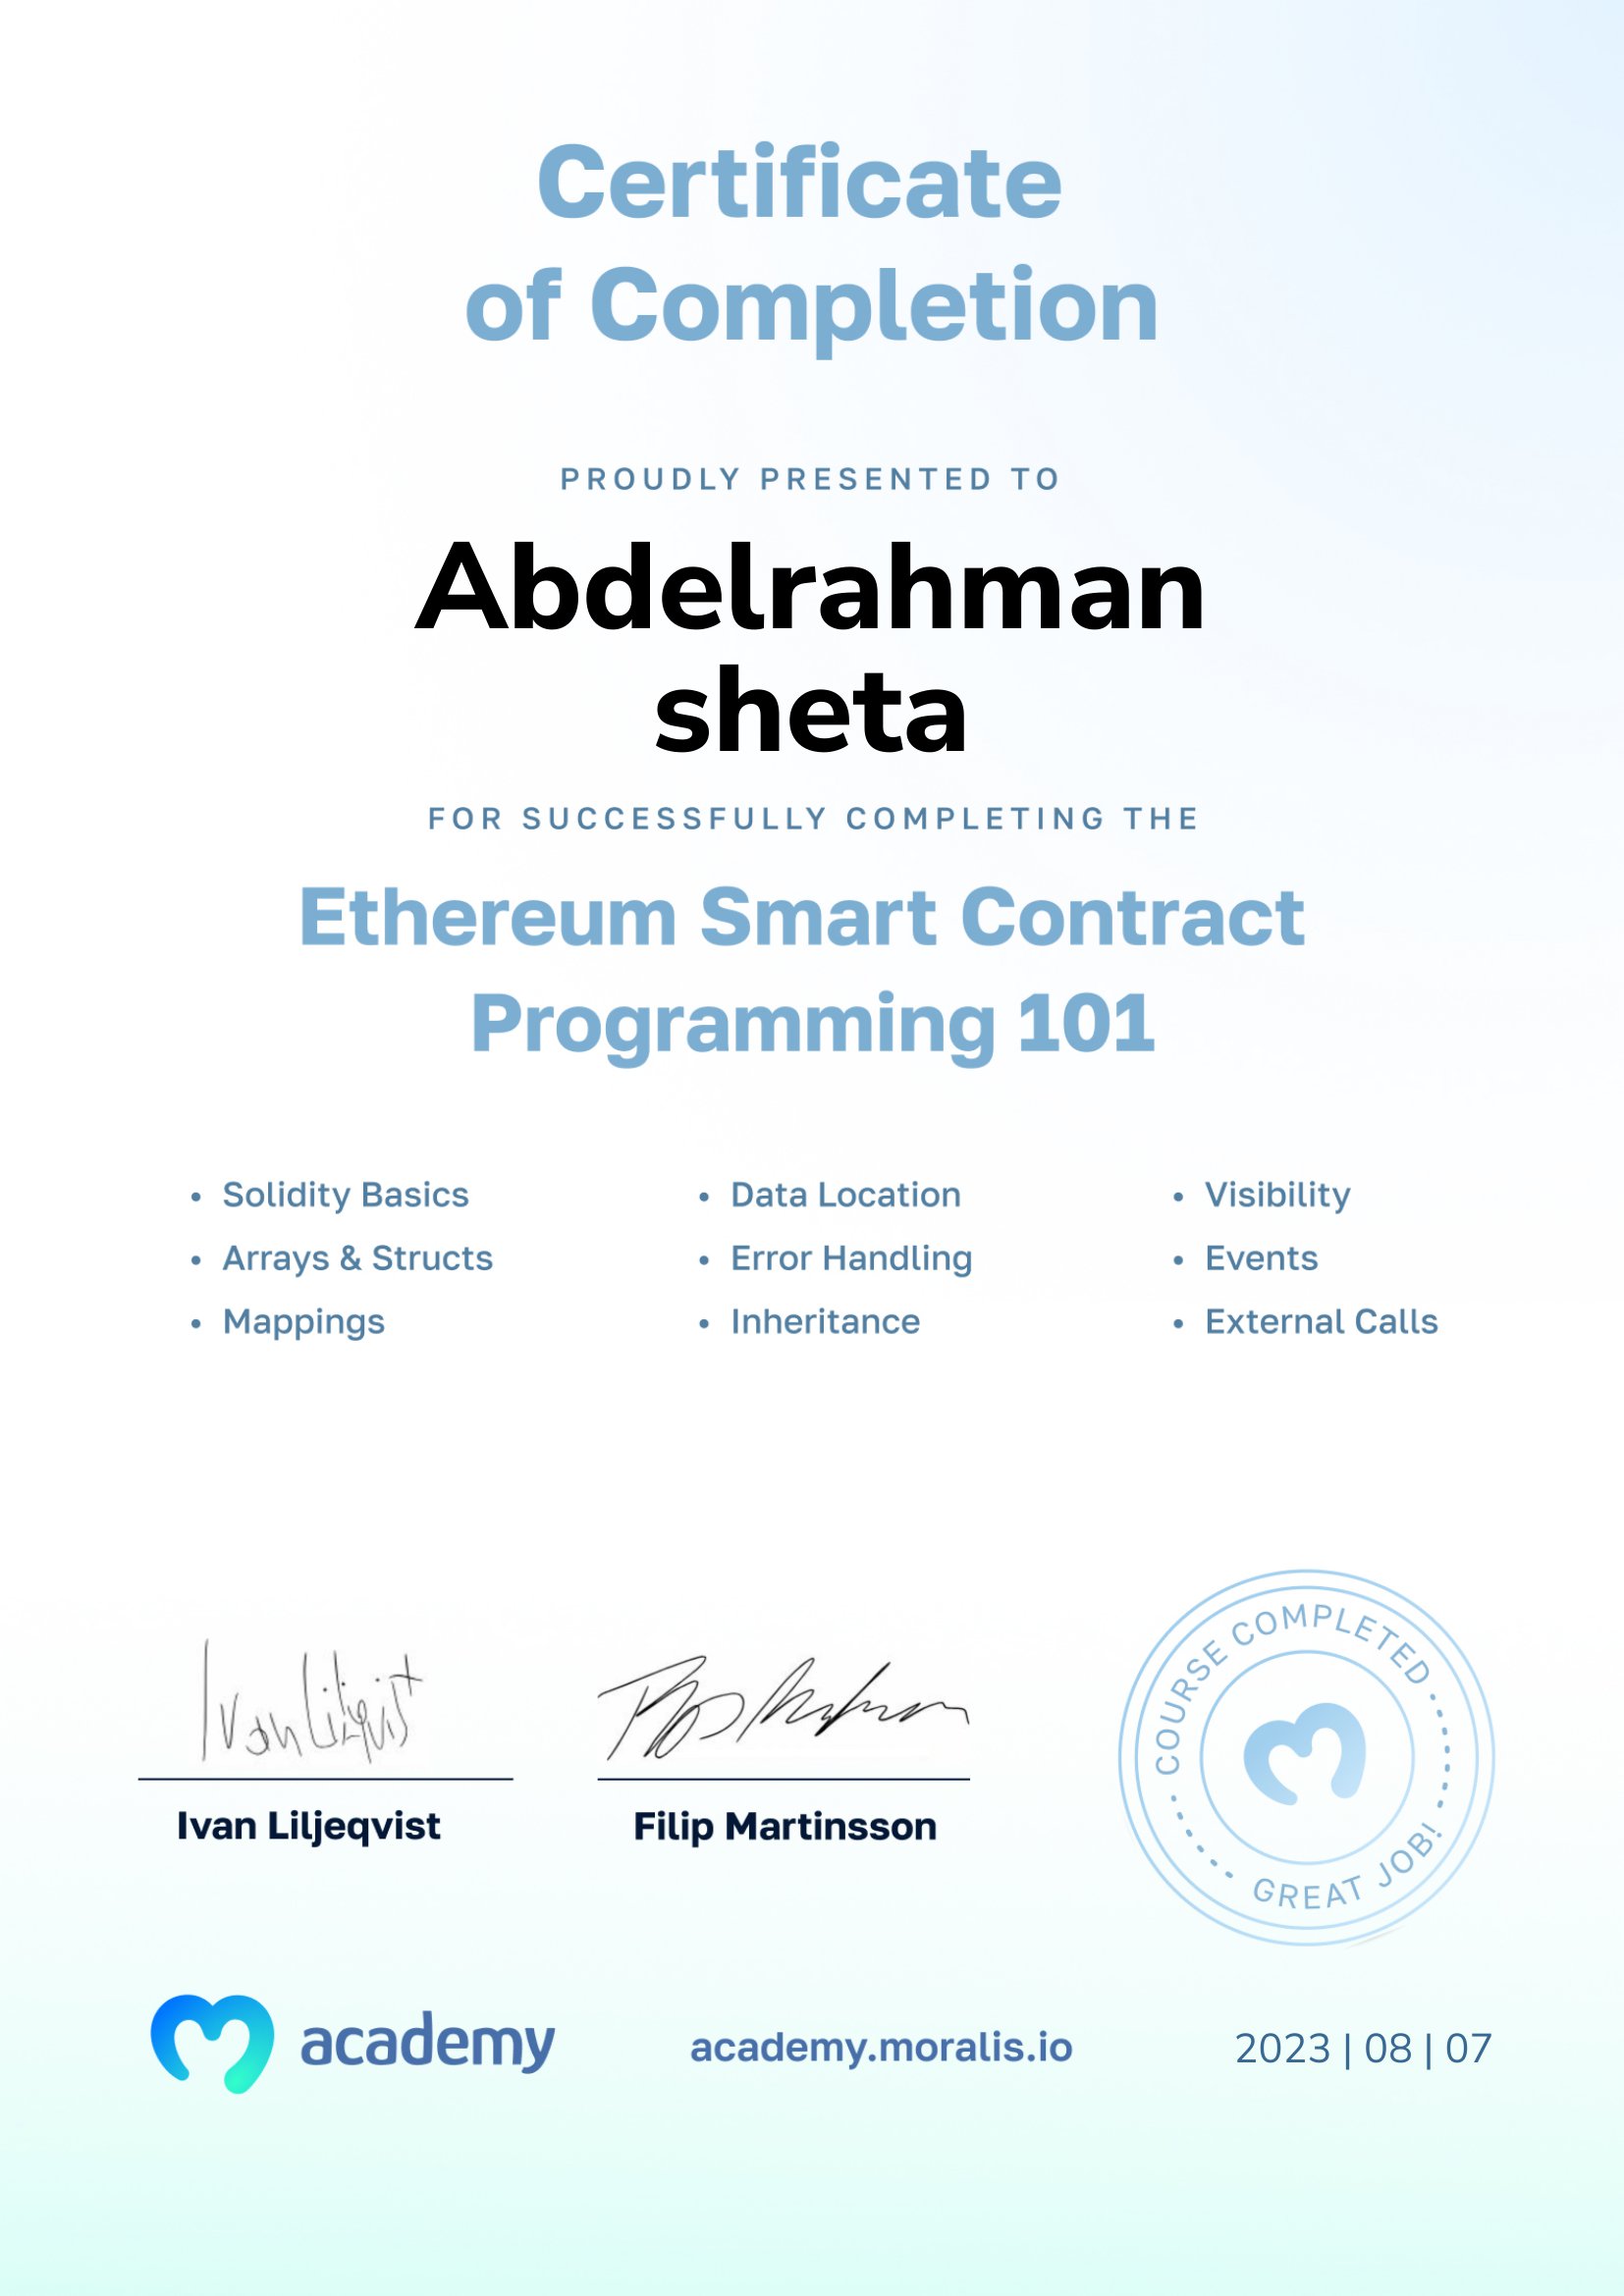 Certificate
of Completion
PROUDLY PRESENTED TO
Abdelrahman
sheta
FOR SUCCESSFULLY COMPLETING THE
Ethereum Smart Contract
Programming 101
• Solidity Basics
• Arrays & Structs
• Mappings
• Data Location
• Error Handling
• Inheritance
• Visibility
• Events
• External Calls
Ivan Liljeqvist
Ivan Liljeqvist
Filip Martinsson
COURSE COMPLETED
GREAT JOB!
academy
academy.moralis.io
2023 | 08 | 07